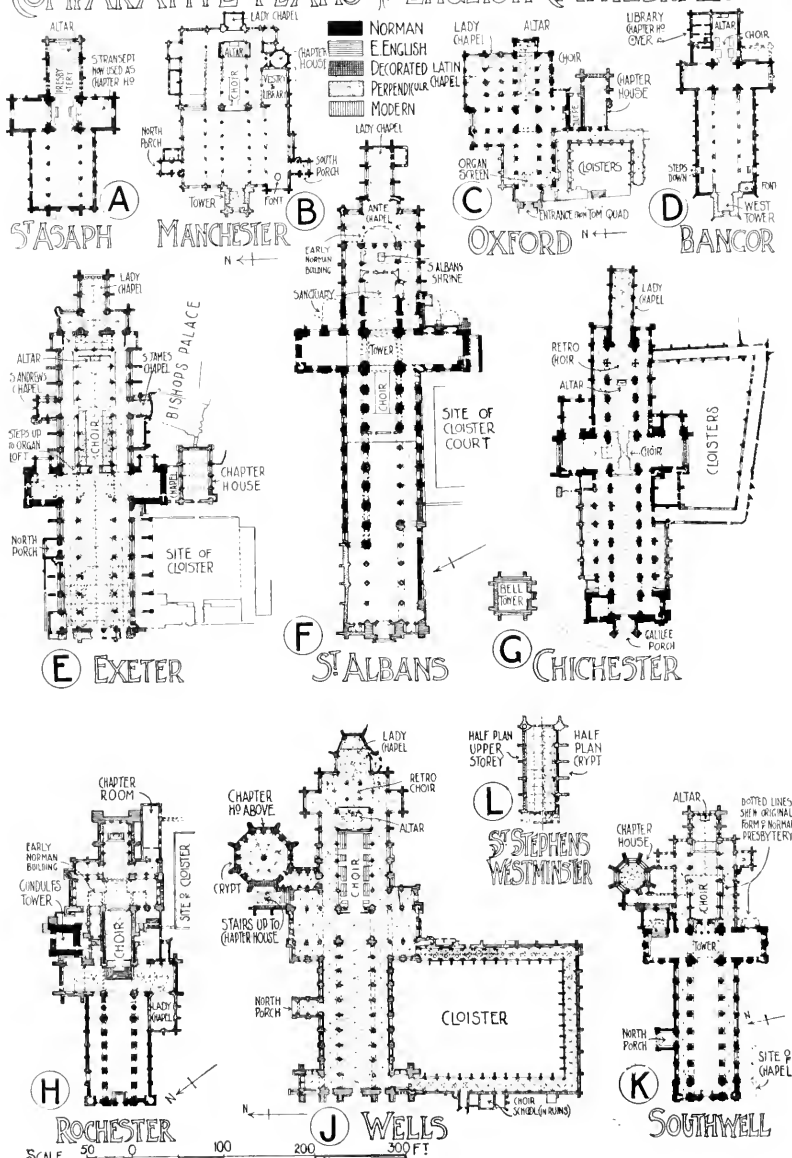 COMPARATIVE PLANS OF ENGLISH CATHEDRALS
ALTAR
PRESBY
TERY
S TRANSEPT
NOW USED AS
CHAPTER HO
A
ST ASAPH
LADY CHAPEL
ALTAR
CHOIR
CHAPTER
HOUSE
VESTRY &
LIBRARY
NORTH
PORCH
SOUTH
PORCH
TOWER
FONT
B
MANCHESTER
NORMAN
E. ENGLISH
DECORATED
PERPENDICULR
MODERN
LADY
CHAPEL
ALTAR
CHOIR
LATIN
CHAPEL
CHAPTER
HOUSE
SLYPE
CLOISTERS
ORGAN
SCREEN
ENTRANCE FROM TOM QUAD
C
OXFORD
N
LIBRARY
CHAPTER HO
OVER
ALTAR
CHOIR
STEPS
DOWN
FONT
WEST
TOWER
D
BANGOR
N
LADY
CHAPEL
ALTAR
S ANDREWS
CHAPEL
S JAMES
CHAPEL
BISHOPS PALACE
STEPS UP
TO ORGAN
LOFT
CHOIR
CHAPEL
CHAPTER
HOUSE
NORTH
PORCH
SITE OF
CLOISTER
E
EXETER
LADY CHAPEL
ANTE
CHAPEL
EARLY
NORMAN
BUILDING
S ALBANS
SHRINE
SANCTUARY
TOWER
CHOIR
SITE OF
CLOISTER
COURT
F
ST ALBANS
LADY
CHAPEL
RETRO
CHOIR
ALTAR
CHOIR
CLOISTERS
BELL
TOWER
GALILEE
PORCH
G
CHICHESTER
CHAPTER
ROOM
EARLY
NORMAN
BUILDING
GUNDULFS
TOWER
CHOIR
SITE R CLOISTER
LADY
CHAPEL
H
N
ROCHESTER
LADY
CHAPEL
RETRO
CHOIR
ALTAR
CHAPTER
HO ABOVE
CRYPT
CHOIR
STAIRS UP TO
CHAPTER HOUSE
NORTH
PORCH
CLOISTER
CHOIR
SCHOOL (IN RUINS)
N
J
WELLS
HALF PLAN
UPPER
STOREY
HALF
PLAN
CRYPT
L
ST STEPHENS
WESTMINSTER
ALTAR
DOTTED LINES
SHEW ORIGINAL
FORM OF NORMAN
PRESBYTERY
CHAPTER
HOUSE
CHOIR
TOWER
N
NORTH
PORCH
SITE OF
CHAPEL
K
SOUTHWELL
SCALE 50 0 100 200 300 FT